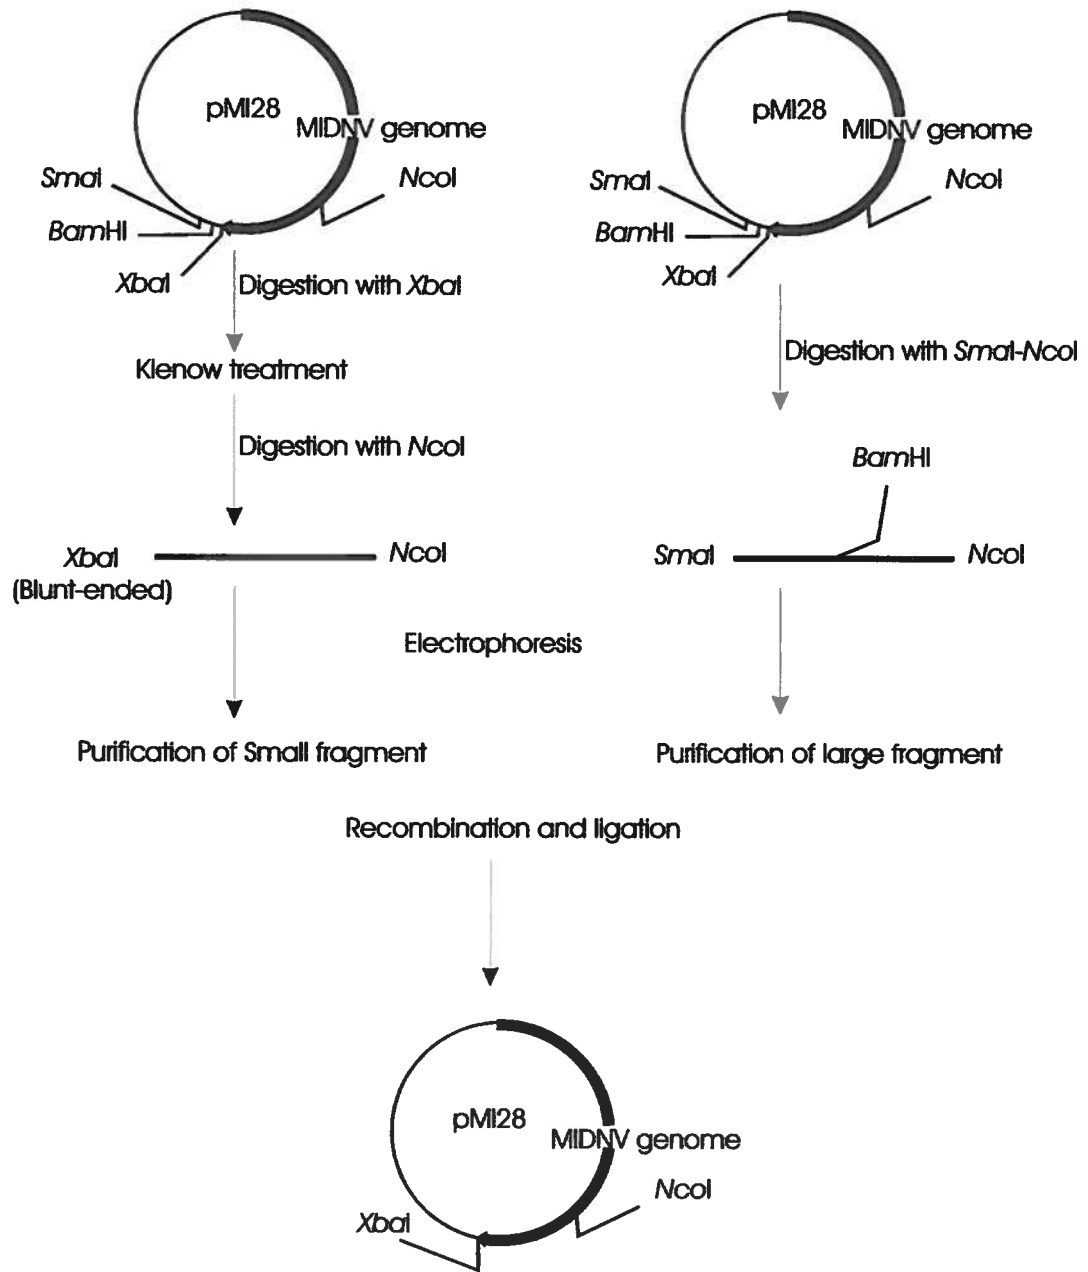 pMI28
MIDNV genome
SmaI
NcoI
BamHI
XbaI
Digestion with XbaI
Klenow treatment
Digestion with NcoI
XbaI
(Blunt-ended)
NcoI
pMI28
MIDNV genome
SmaI
NcoI
BamHI
XbaI
Digestion with SmaI-NcoI
BamHI
SmaI
NcoI
Electrophoresis
Purification of Small fragment
Purification of large fragment
Recombination and ligation
pMI28
MIDNV genome
NcoI
XbaI